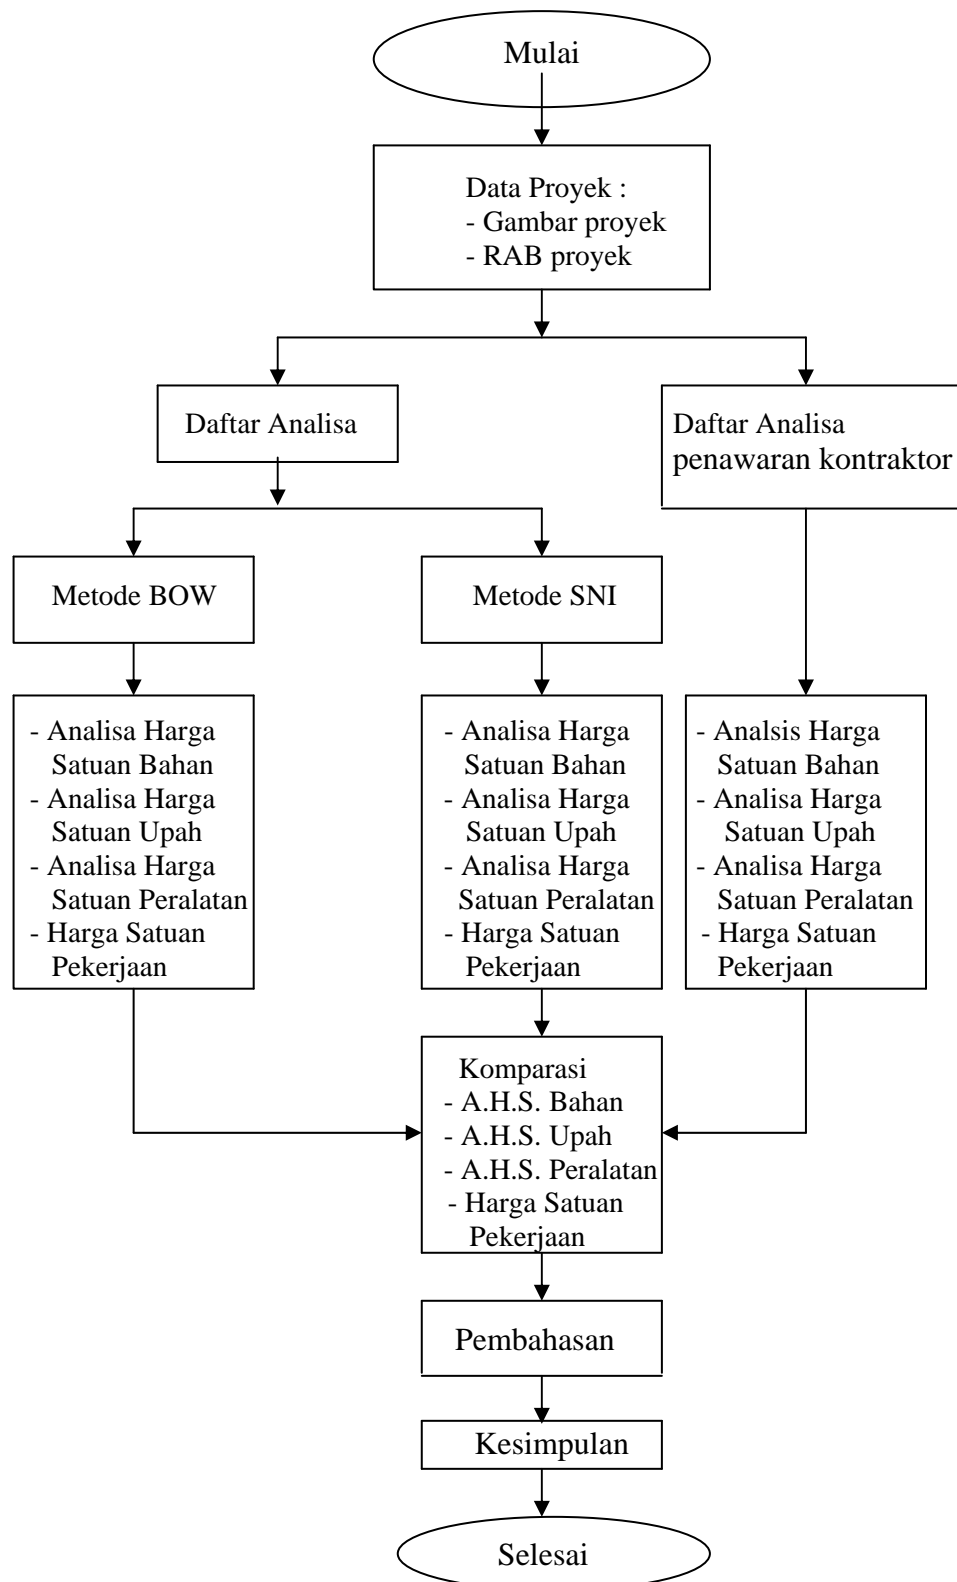 Mulai
Data Proyek :
- Gambar proyek
- RAB proyek
Daftar Analisa
Daftar Analisa
penawaran kontraktor
Metode BOW
Metode SNI
- Analisa Harga
Satuan Bahan
- Analisa Harga
Satuan Upah
- Analisa Harga
Satuan Peralatan
- Harga Satuan
Pekerjaan
- Analisa Harga
Satuan Bahan
- Analisa Harga
Satuan Upah
- Analisa Harga
Satuan Peralatan
- Harga Satuan
Pekerjaan
- Analsis Harga
Satuan Bahan
- Analisa Harga
Satuan Upah
- Analisa Harga
Satuan Peralatan
- Harga Satuan
Pekerjaan
Komparasi
- A.H.S. Bahan
- A.H.S. Upah
- A.H.S. Peralatan
- Harga Satuan
Pekerjaan
Pembahasan
Kesimpulan
Selesai